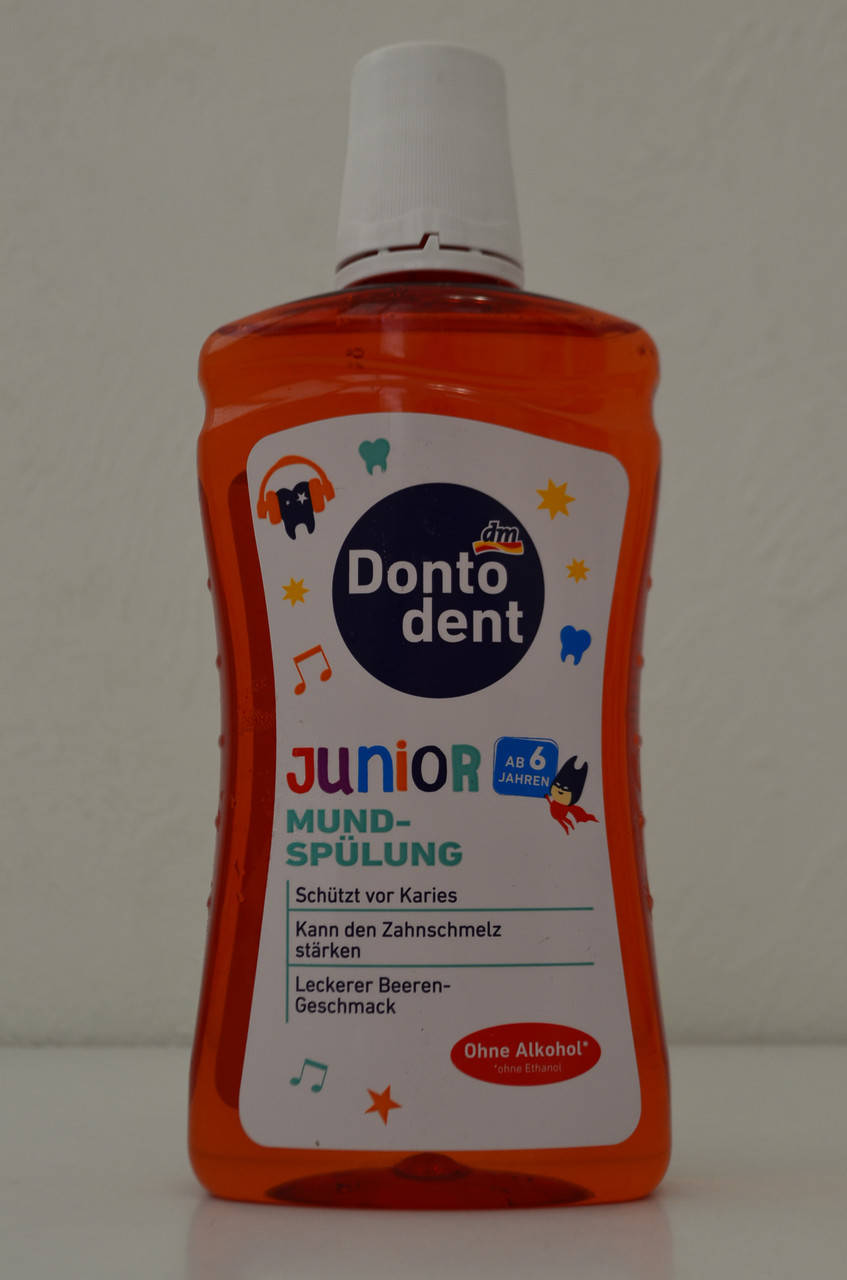 dm
Donto
dent
JUNIOR
AB 6
JAHREN
MUND-
SPÜLUNG
Schützt vor Karies
Kann den Zahnschmelz
stärken
Leckerer Beeren-
Geschmack
Ohne Alkohol*
*ohne Ethanol